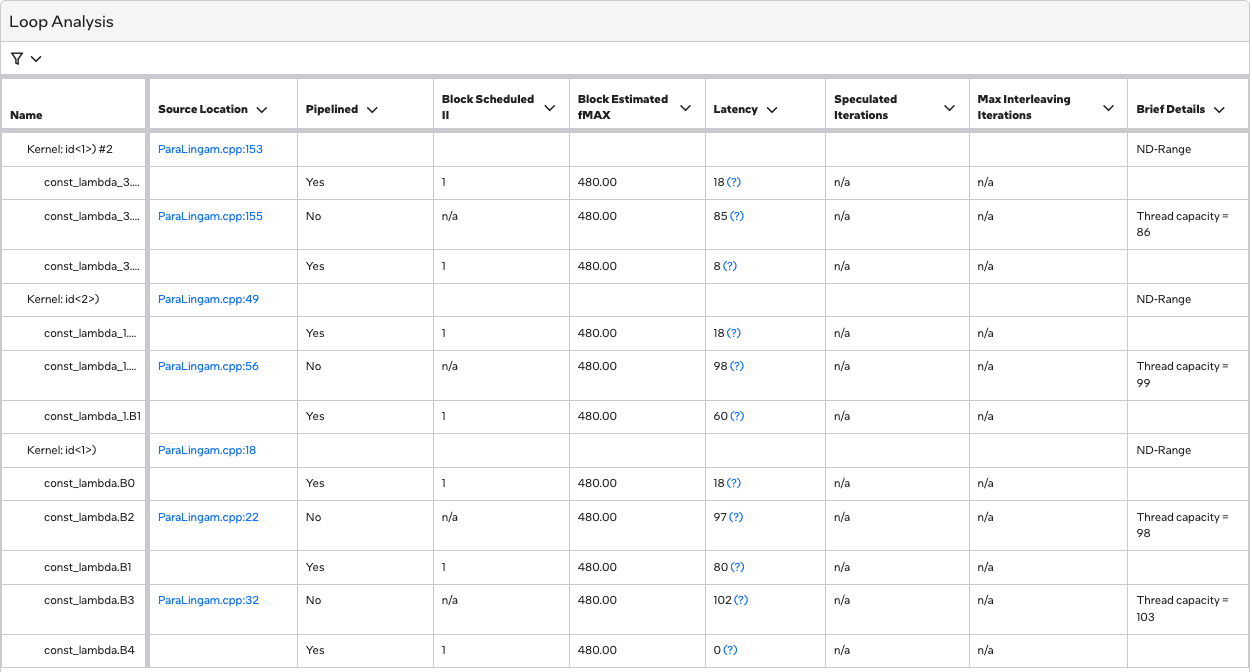 Loop Analysis
Name Source Location Pipelined Block Scheduled II Block Estimated fMAX Latency Speculated Iterations Max Interleaving Iterations Brief Details
Kernel: id<1>) #2 ParaLingam.cpp:153 ND-Range
const_lambda_3.... Yes 1 480.00 18 (?) n/a n/a
const_lambda_3.... ParaLingam.cpp:155 No n/a 480.00 85 (?) n/a n/a Thread capacity =
86
const_lambda_3.... Yes 1 480.00 8 (?) n/a n/a
Kernel: id<2>) ParaLingam.cpp:49 ND-Range
const_lambda_1.... Yes 1 480.00 18 (?) n/a n/a
const_lambda_1.... ParaLingam.cpp:56 No n/a 480.00 98 (?) n/a n/a Thread capacity =
99
const_lambda_1.B1 Yes 1 480.00 60 (?) n/a n/a
Kernel: id<1>) ParaLingam.cpp:18 ND-Range
const_lambda.B0 Yes 1 480.00 18 (?) n/a n/a
const_lambda.B2 ParaLingam.cpp:22 No n/a 480.00 97 (?) n/a n/a Thread capacity =
98
const_lambda.B1 Yes 1 480.00 80 (?) n/a n/a
const_lambda.B3 ParaLingam.cpp:32 No n/a 480.00 102 (?) n/a n/a Thread capacity =
103
const_lambda.B4 Yes 1 480.00 0 (?) n/a n/a